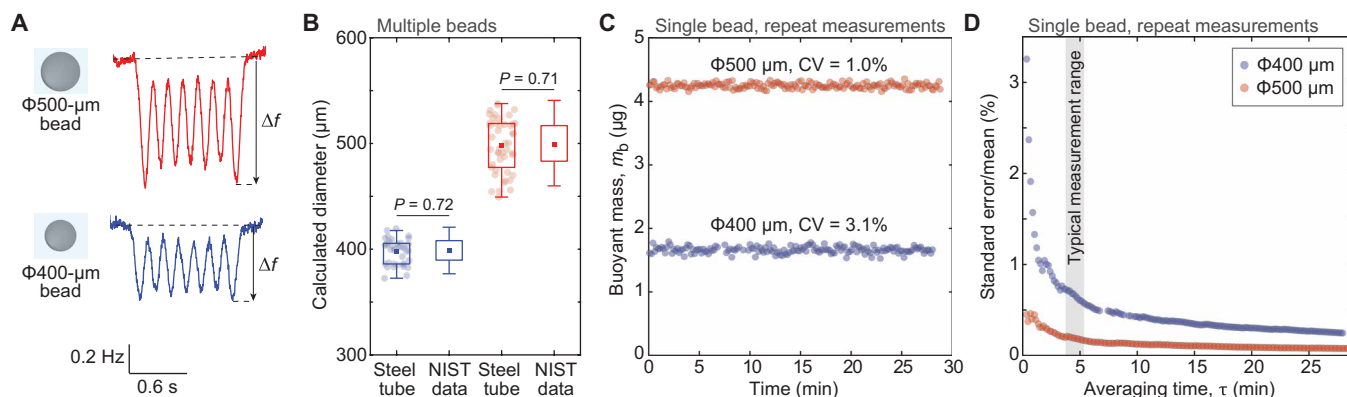 A
Φ500-μm
bead
Δf
Φ400-μm
bead
Δf
0.2 Hz
0.6 s
B
Multiple beads
Calculated diameter (μm)
600
500
400
300
P = 0.71
P = 0.72
Steel
tube
NIST
data
Steel
tube
NIST
data
C
Single bead, repeat measurements
Buoyant mass, mb (μg)
5
4
3
2
1
0
Φ500 μm, CV = 1.0%
Φ400 μm, CV = 3.1%
0 5 10 15 20 25 30
Time (min)
D
Single bead, repeat measurements
Standard error/mean (%)
3
2
1
0
Typical measurement range
Φ400 μm
Φ500 μm
0 5 10 15 20 25
Averaging time, τ (min)